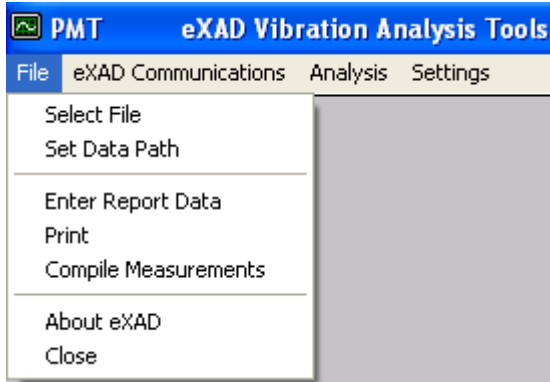 PMT eXAD Vibration Analysis Tools
File eXAD Communications Analysis Settings
Select File
Set Data Path
Enter Report Data
Print
Compile Measurements
About eXAD
Close